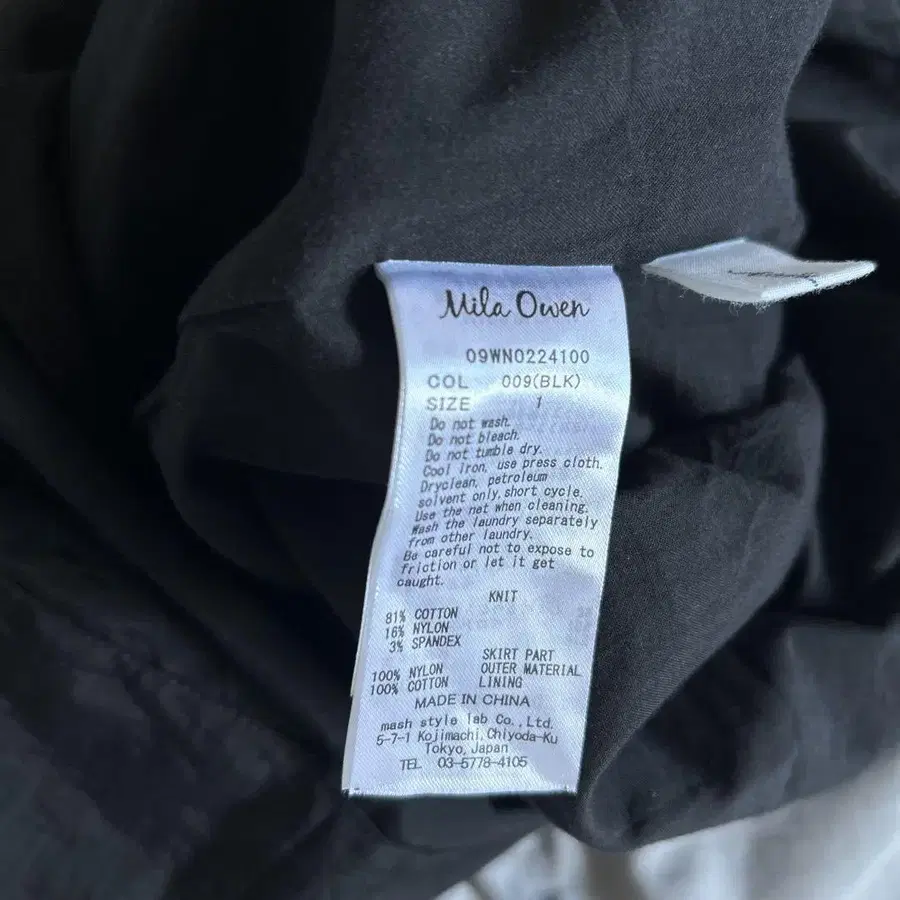 Mila Owen
09WNO224100
COL 009(BLK)
SIZE 1
Do not wash.
Do not bleach.
Do not tumble dry.
Cool iron, use press cloth.
Dryclean, petroleum
solvent only, short cycle.
Use the net when cleaning.
Wash the laundry separately
from other laundry.
Be careful not to expose to
friction or let it get
caught.
KNIT
81% COTTON
16% NYLON
3% SPANDEX
SKIRT PART
100% NYLON OUTER MATERIAL
100% COTTON LINING
MADE IN CHINA
mash style lab Co., Ltd.
5-7-1 Kojimachi, Chiyoda-Ku
Tokyo, Japan
TEL 03-5778-4105